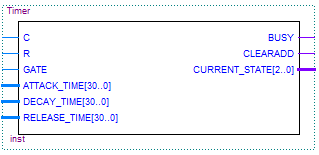 Timer
C
BUSY
R
CLEARADD
GATE
CURRENT_STATE[2..0]
ATTACK_TIME[30..0]
DECAY_TIME[30..0]
RELEASE_TIME[30..0]
inst